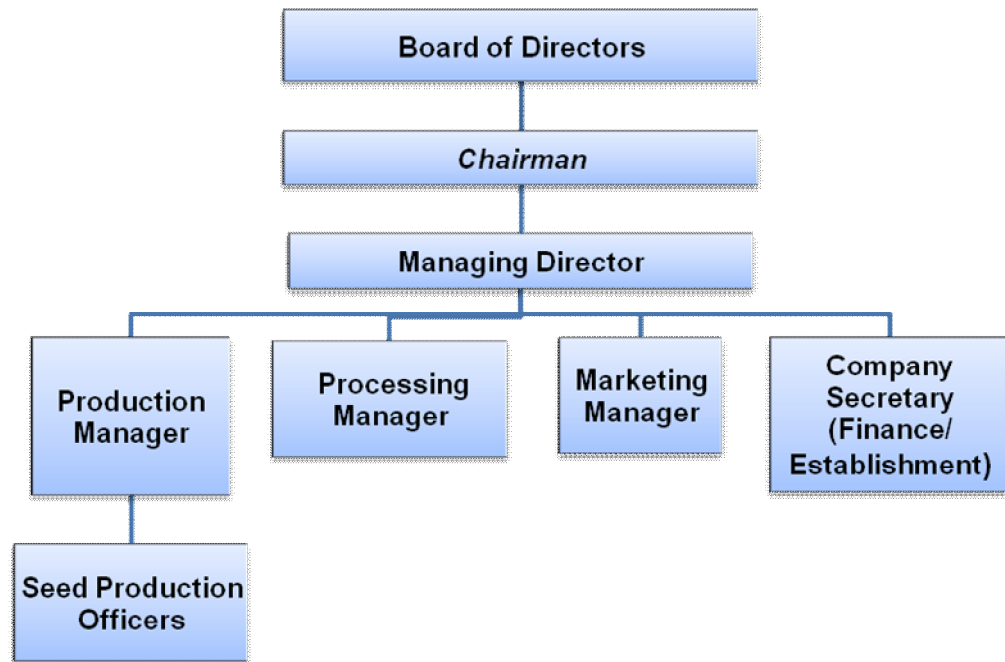 Board of Directors
Chairman
Managing Director
Production
Manager
Processing
Manager
Marketing
Manager
Company
Secretary
(Finance/
Establishment)
Seed Production
Officers